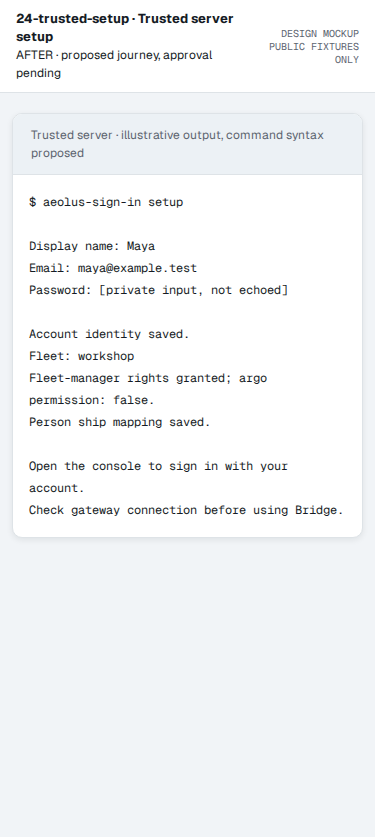 24-trusted-setup · Trusted server
setup
AFTER · proposed journey, approval
pending
DESIGN MOCKUP
PUBLIC FIXTURES
ONLY
Trusted server · illustrative output, command syntax
proposed
$ aeolus-sign-in setup
Display name: Maya
Email: maya@example.test
Password: [private input, not echoed]
Account identity saved.
Fleet: workshop
Fleet-manager rights granted; argo
permission: false.
Person ship mapping saved.
Open the console to sign in with your
account.
Check gateway connection before using Bridge.